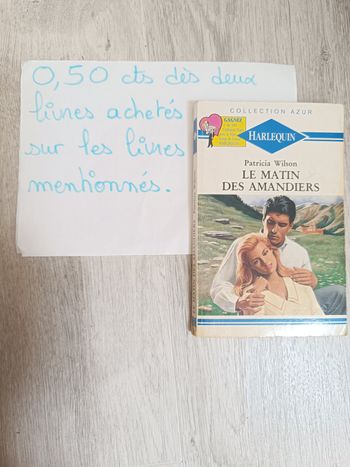 0,50 cts dès deux
livres achetés
sur les livres
mentionnés.
COLLECTION AZUR
GAGNEZ
HARLEQUIN
Patricia Wilson
LE MATIN
DES AMANDIERS